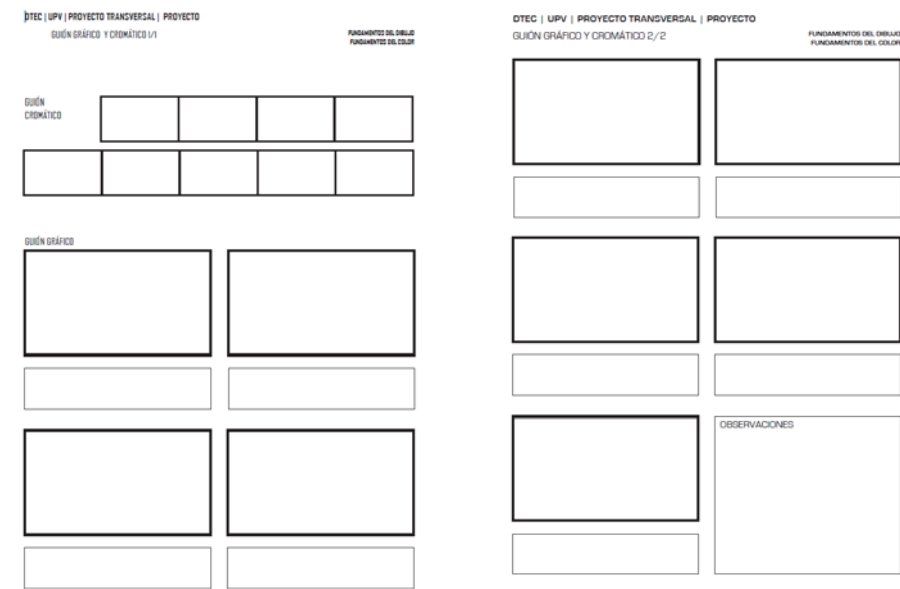 DTEC | UPV | PROYECTO TRANSVERSAL | PROYECTO
GUIÓN GRÁFICO Y CROMÁTICO 1/1
FUNDAMENTOS DEL DIBUJO
FUNDAMENTOS DEL COLOR
GUIÓN
CROMÁTICO
GUIÓN GRÁFICO
DTEC | UPV | PROYECTO TRANSVERSAL | PROYECTO
GUIÓN GRÁFICO Y CROMÁTICO 2/2
FUNDAMENTOS DEL DIBUJO
FUNDAMENTOS DEL COLOR
OBSERVACIONES